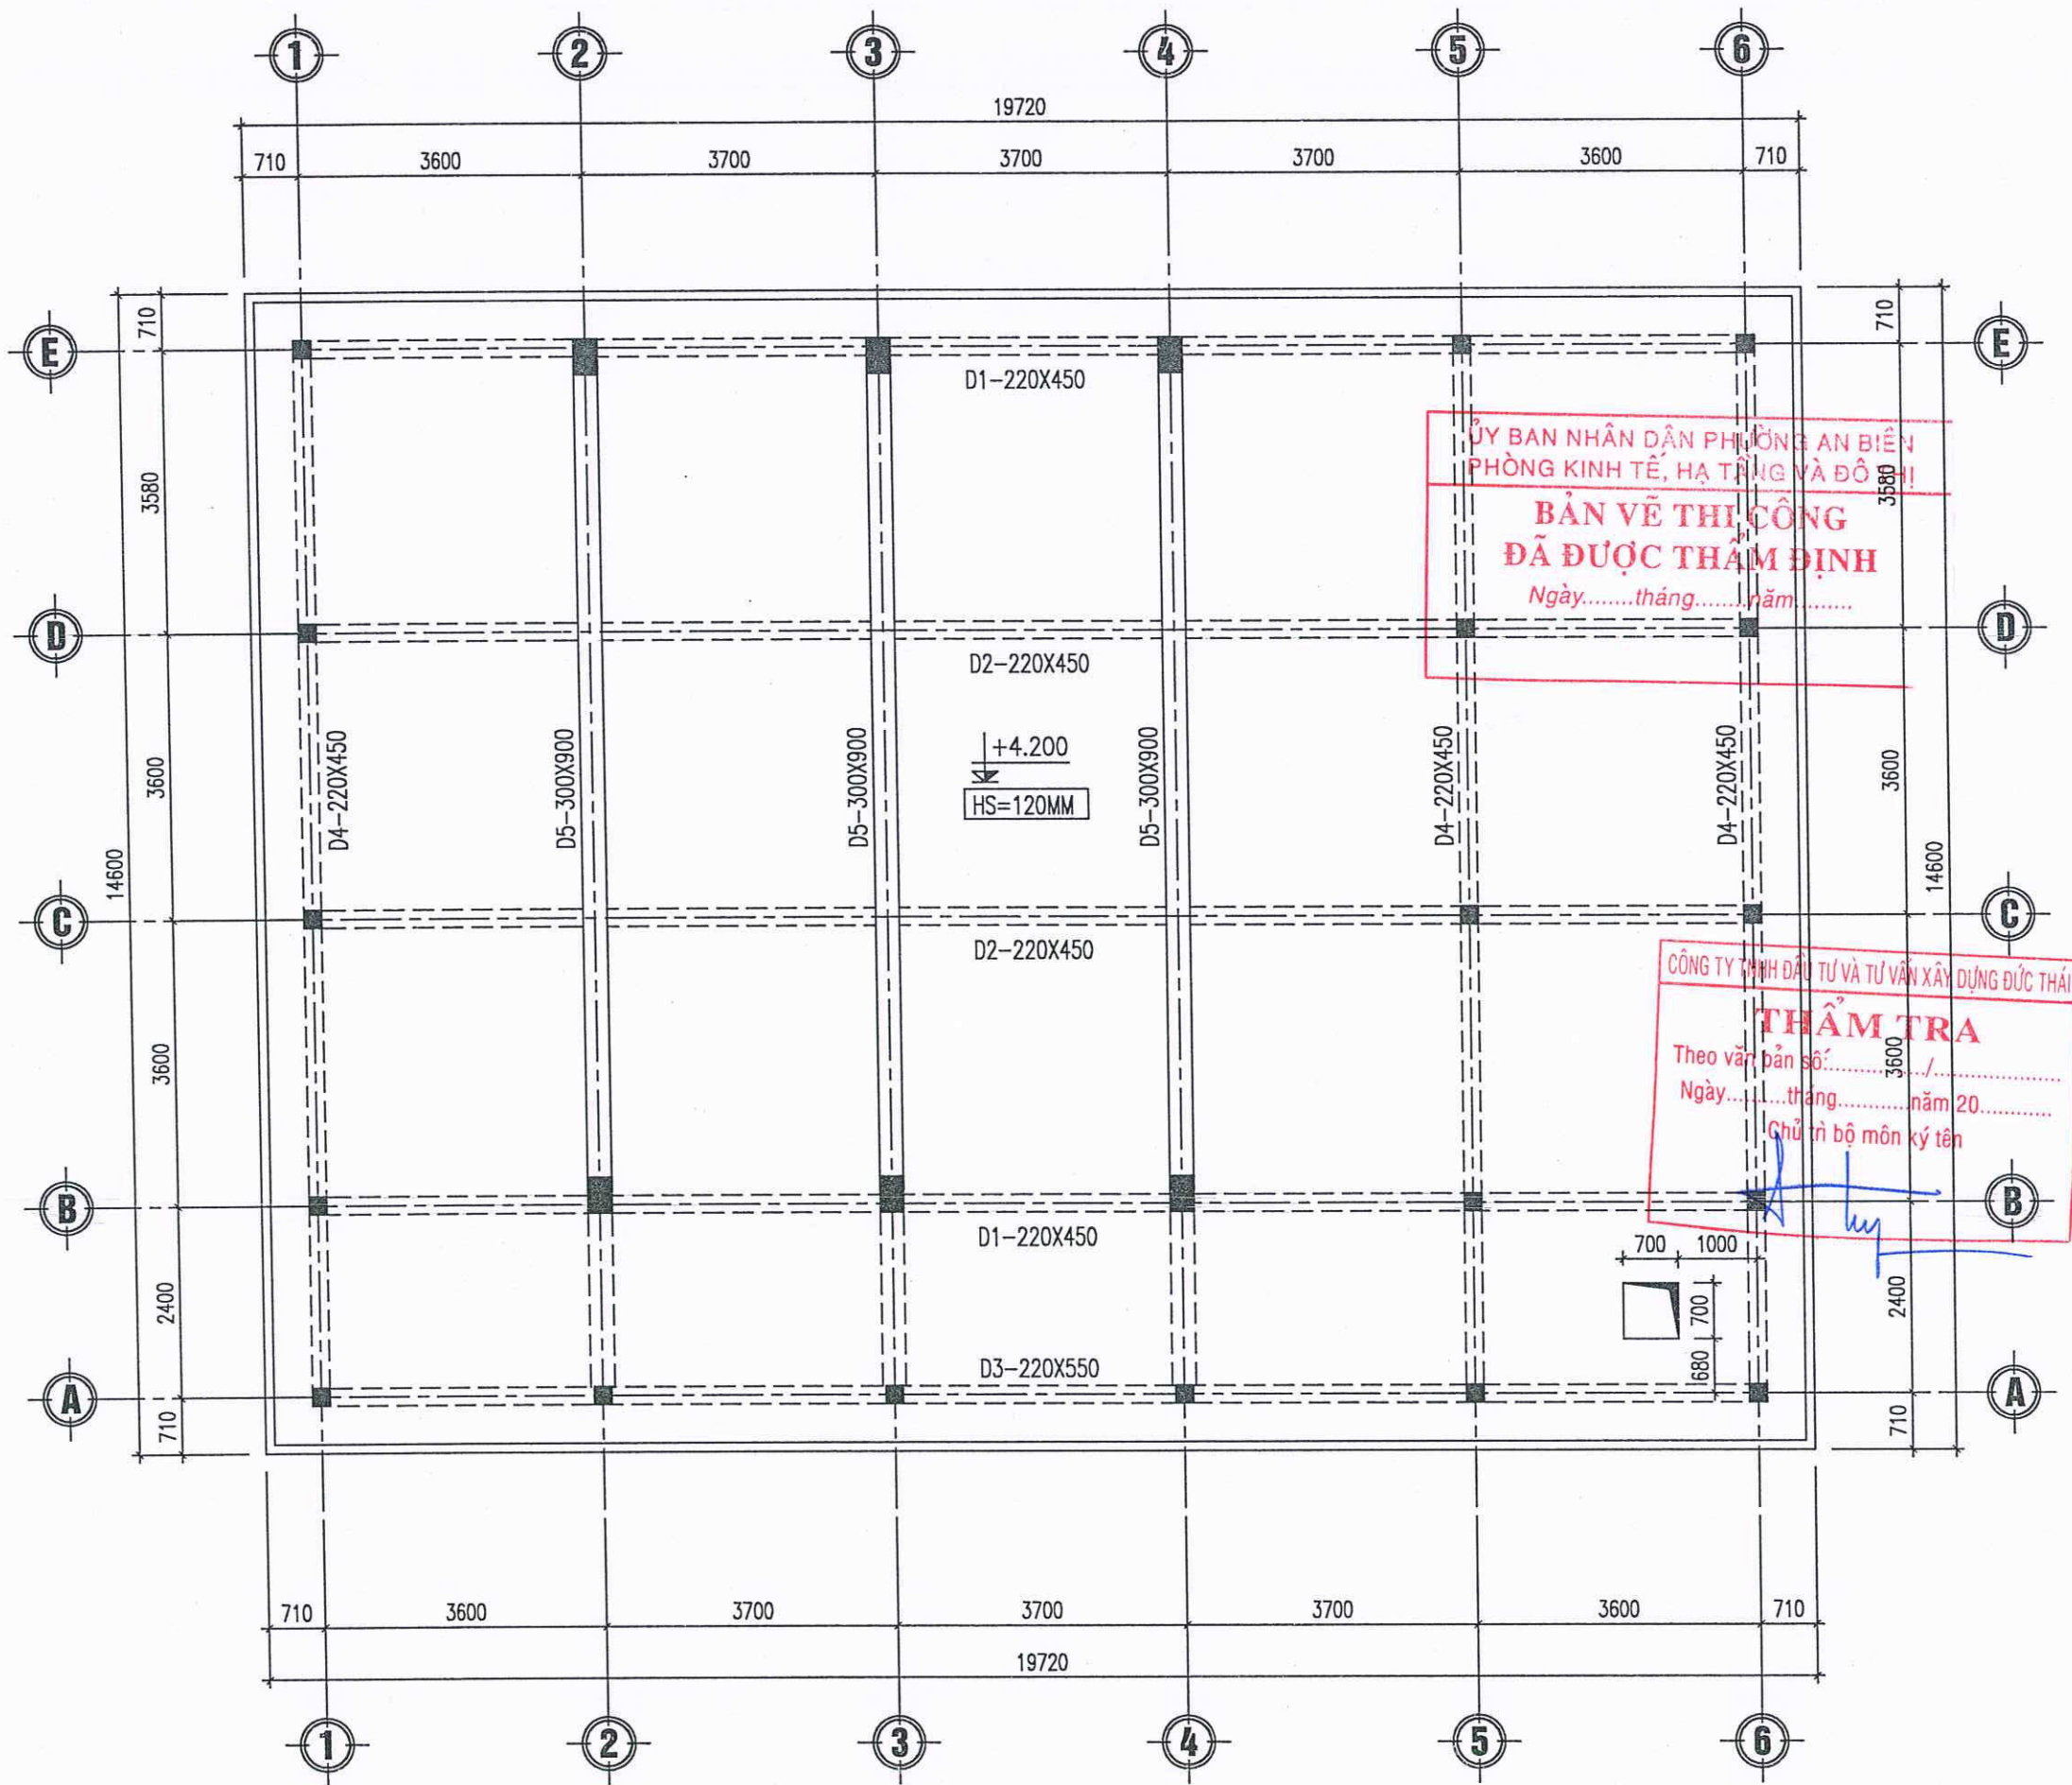 1 2 3 4 5 6
19720
710 3600 3700 3700 3700 3600 710
710 710
E E
D1-220X450
ỦY BAN NHÂN DÂN PHƯỜNG AN BIÊN
PHÒNG KINH TẾ, HẠ TẦNG VÀ ĐÔ THỊ
3580 3580
BẢN VẼ THI CÔNG
ĐÃ ĐƯỢC THẨM ĐỊNH
Ngày........tháng........năm.........
D D
D2-220X450
+4.200
HS=120MM
D4-220X450 D5-300X900 D5-300X900 D5-300X900 D4-220X450 D4-220X450
3600 3600
14600 14600
C C
D2-220X450
CÔNG TY TNHH ĐẦU TƯ VÀ TƯ VẤN XÂY DỰNG ĐỨC THÁI
THẨM TRA
Theo văn bản số:............/..................
Ngày.........tháng............năm 20............
Chủ trì bộ môn ký tên
3600 3600
B B
D1-220X450
700 1000
2400 700 2400
D3-220X550
680
A A
710 710
710 3600 3700 3700 3700 3600 710
19720
1 2 3 4 5 6